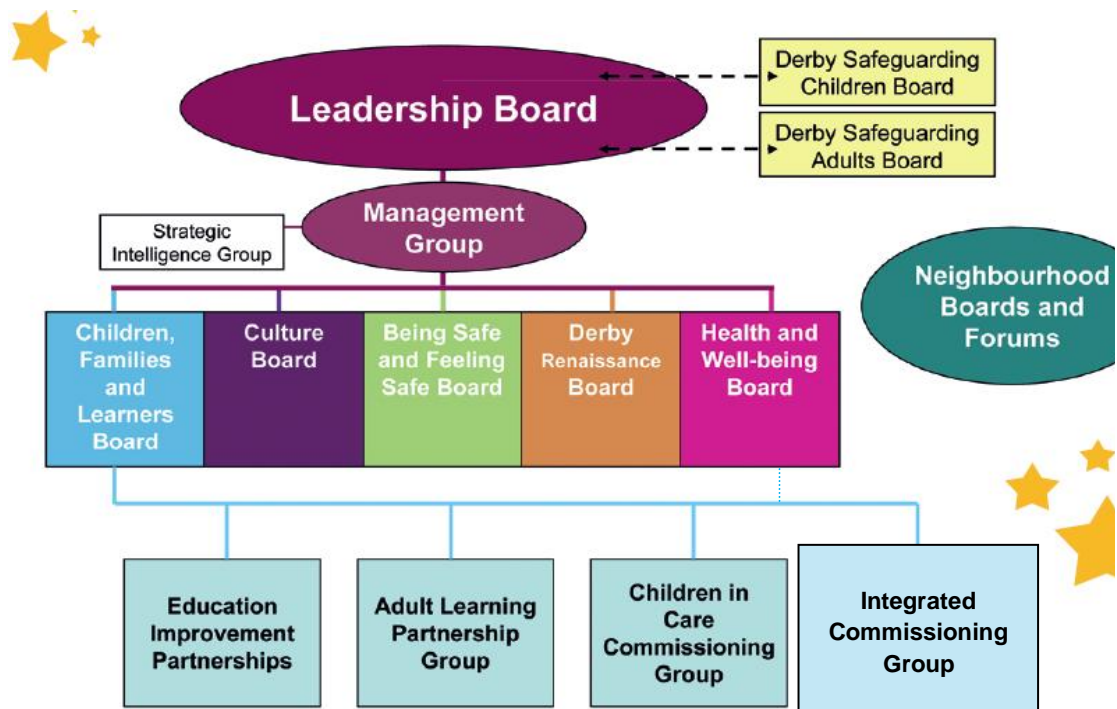 Leadership Board
Derby Safeguarding
Children Board
Derby Safeguarding
Adults Board
Management
Group
Strategic
Intelligence Group
Neighbourhood
Boards and
Forums
Children,
Families
and
Learners
Board
Culture
Board
Being Safe
and Feeling
Safe Board
Derby
Renaissance
Board
Health and
Well-being
Board
Education
Improvement
Partnerships
Adult Learning
Partnership
Group
Children in
Care
Commissioning
Group
Integrated
Commissioning
Group